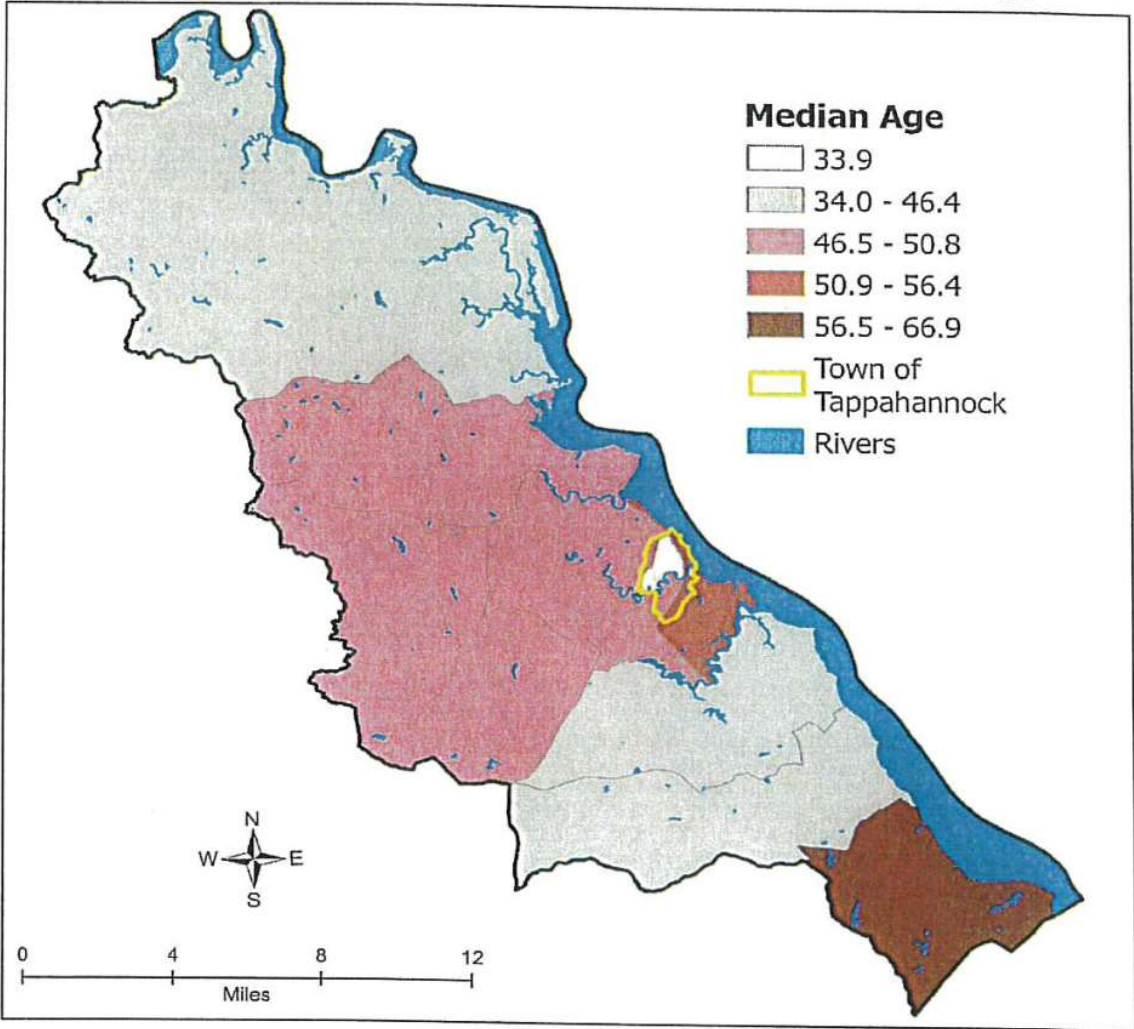 Median Age
33.9
34.0 - 46.4
46.5 - 50.8
50.9 - 56.4
56.5 - 66.9
Town of
Tappahannock
Rivers
N
W E
S
0 4 8 12
Miles